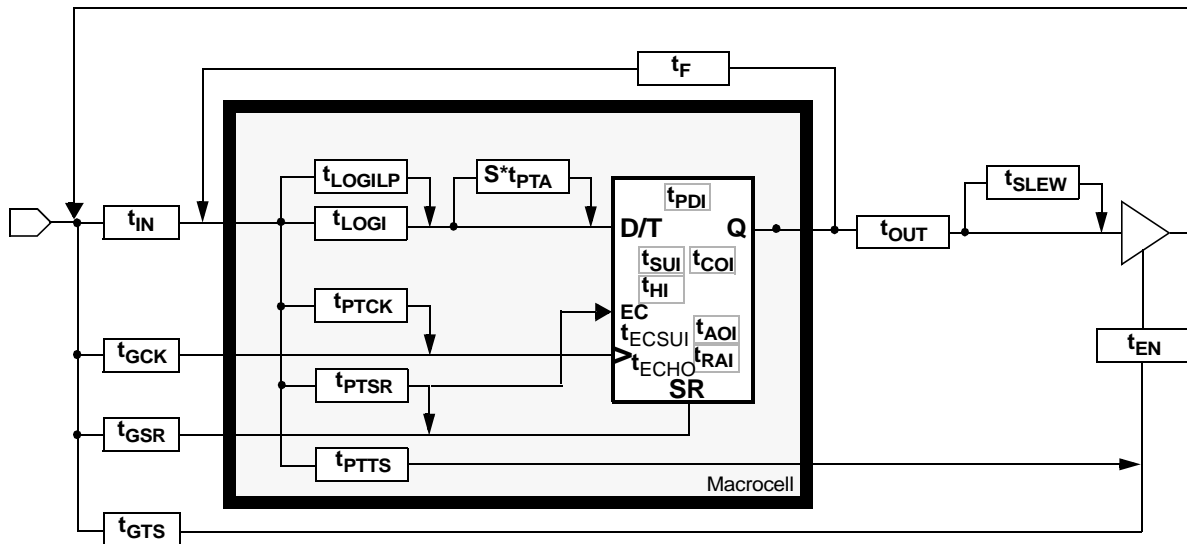 tF
tLOGILP
S*tPTA
tPDI
tSLEW
tIN
tLOGI
D/T
Q
tOUT
tSUI
tCOI
tHI
tPTCK
EC
tECSUI
tAOI
tGCK
tECHO
tRAI
tEN
tPTSR
SR
tGSR
tPTTS
Macrocell
tGTS